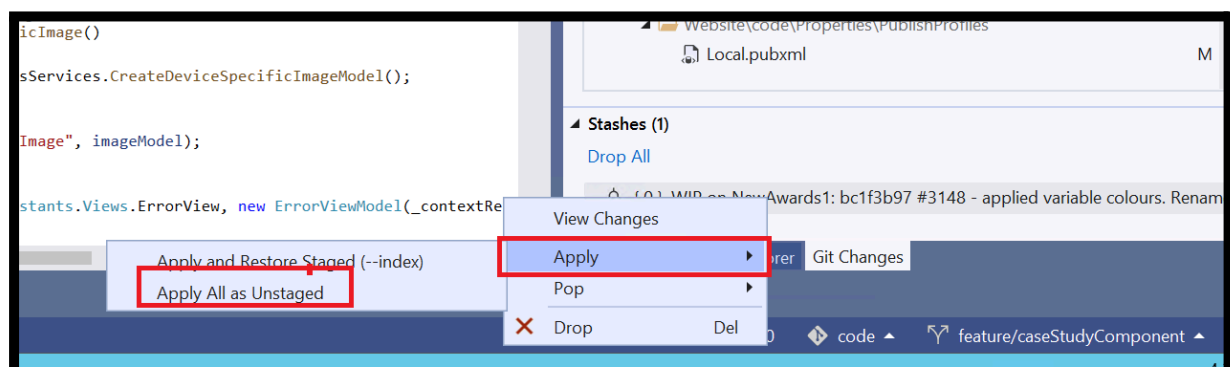 icImage()
sServices.CreateDeviceSpecificImageModel();
Image", imageModel);
stants.Views.ErrorView, new ErrorViewModel(_contextRe
Website\code\Properties\PublishProfiles
Local.pubxml M
Stashes (1)
Drop All
{ 0 } WIP on NewAwards1: bc1f3b97 #3148 - applied variable colours. Renam
View Changes
Apply
Pop
Drop Del
Apply and Restore Staged (--index)
Apply All as Unstaged
orer Git Changes
0 code feature/caseStudyComponent